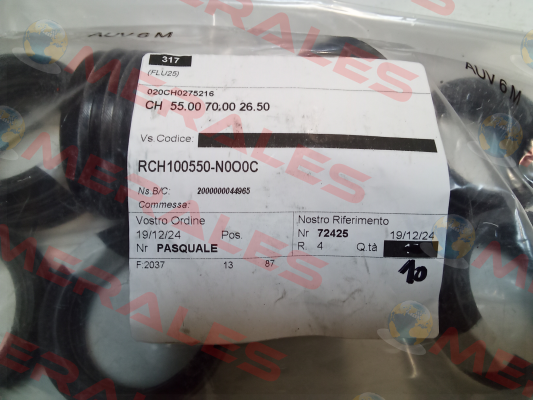 AUV 6 M
AUV 6 M
317
(FLU25)
020CH0275216
CH 55.00 70.00 26.50
Vs.Codice:
RCH100550-N0O0C
Ns B/C: 2000000044965
Commessa:
Vostro Ordine
19/12/24 Pos.
Nr PASQUALE
Nostro Riferimento
Nr 72425 19/12/24
R. 4 Q.tà
10
F:2037 13 87
MERALES
MERALES
MERALES